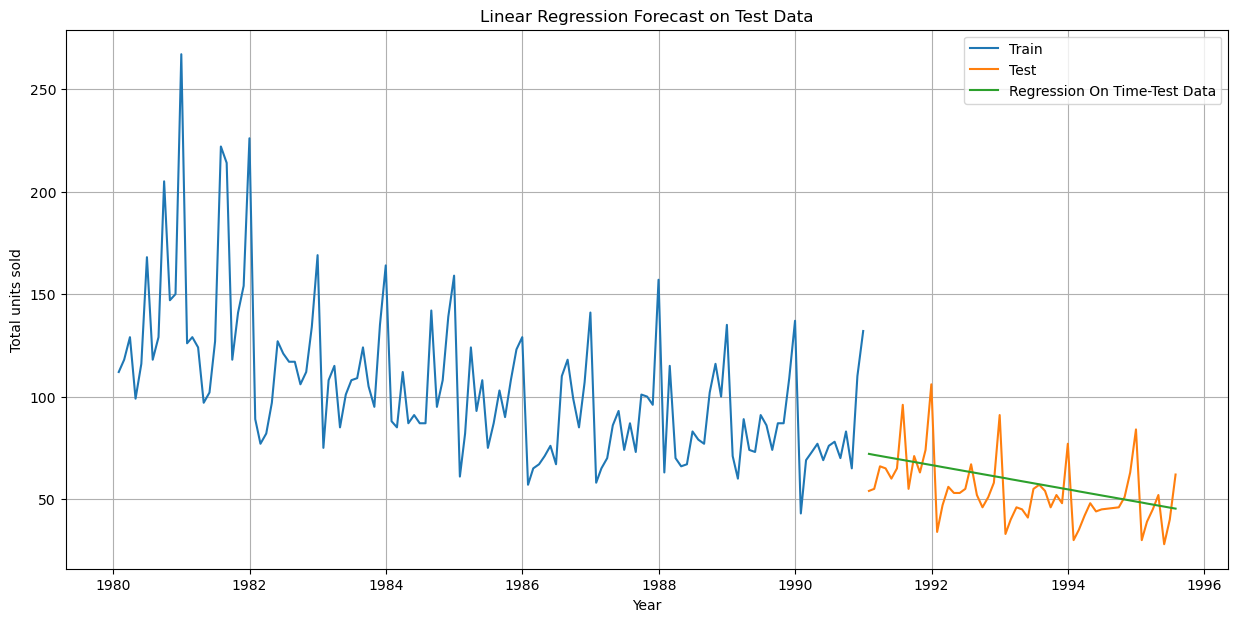 Linear Regression Forecast on Test Data
Train
Test
Regression On Time-Test Data
Total units sold
250
200
150
100
50
1980
1982
1984
1986
1988
1990
1992
1994
1996
Year